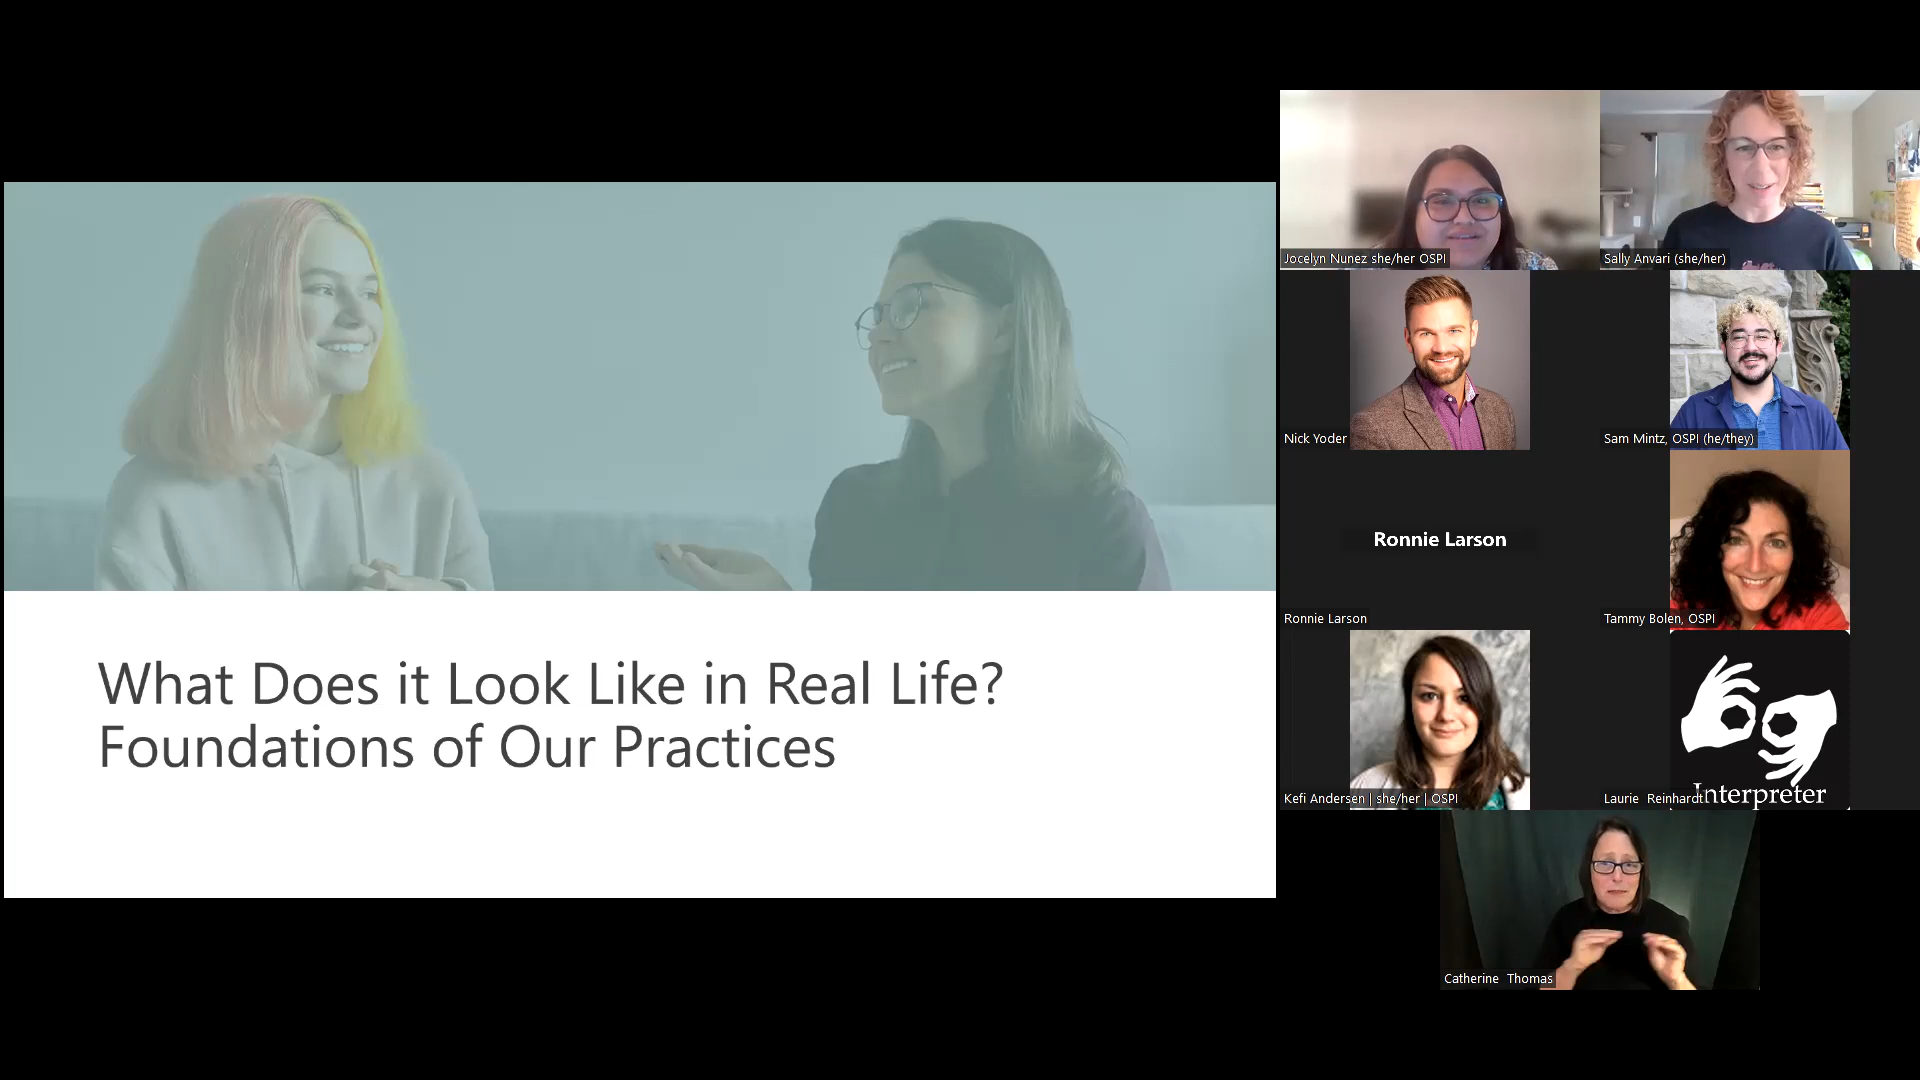 What Does it Look Like in Real Life?
Foundations of Our Practices
Jocelyn Nunez she/her OSPI
Sally Anvari (she/her)
Nick Yoder
Sam Mintz, OSPI (he/they)
Ronnie Larson
Ronnie Larson
Tammy Bolen, OSPI
Kefi Andersen | she/her | OSPI
Laurie Reinhardt
Interpreter
Catherine Thomas